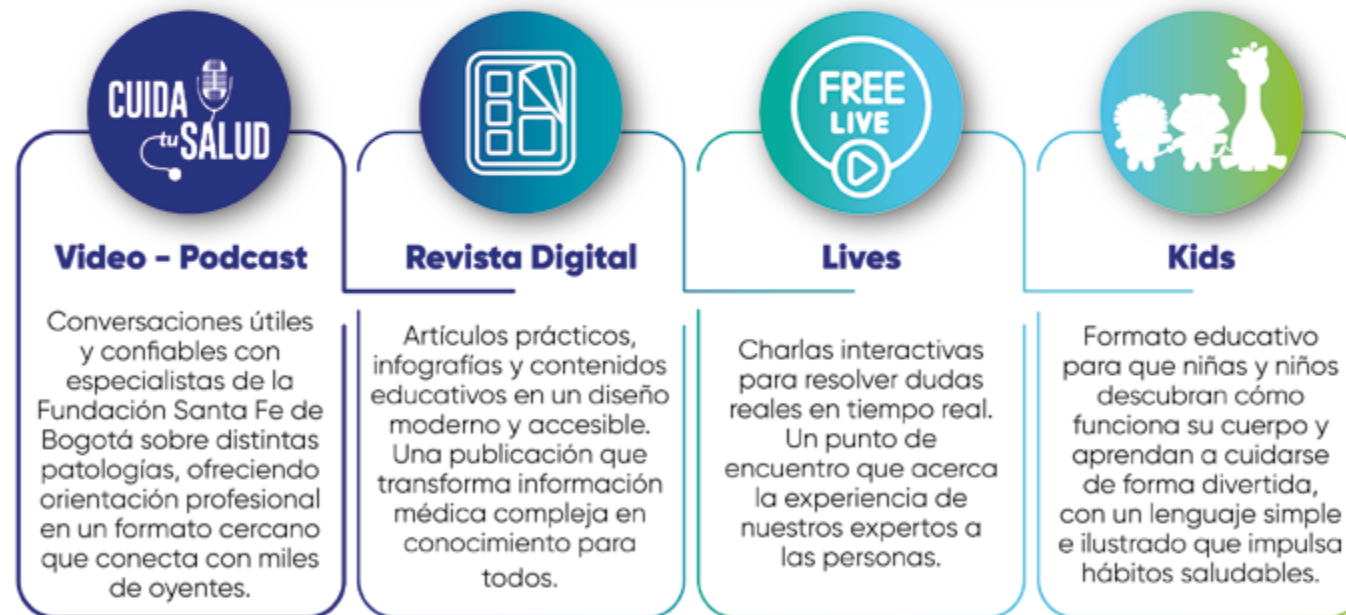 CUIDA
tu SALUD
Video - Podcast
Conversaciones útiles
y confiables con
especialistas de la
Fundación Santa Fe de
Bogotá sobre distintas
patologías, ofreciendo
orientación profesional
en un formato cercano
que conecta con miles
de oyentes.
Revista Digital
Artículos prácticos,
infografías y contenidos
educativos en un diseño
moderno y accesible.
Una publicación que
transforma información
médica compleja en
conocimiento para
todos.
FREE
LIVE
Lives
Charlas interactivas
para resolver dudas
reales en tiempo real.
Un punto de
encuentro que acerca
la experiencia de
nuestros expertos a
las personas.
Kids
Formato educativo
para que niñas y niños
descubran cómo
funciona su cuerpo y
aprendan a cuidarse
de forma divertida,
con un lenguaje simple
e ilustrado que impulsa
hábitos saludables.